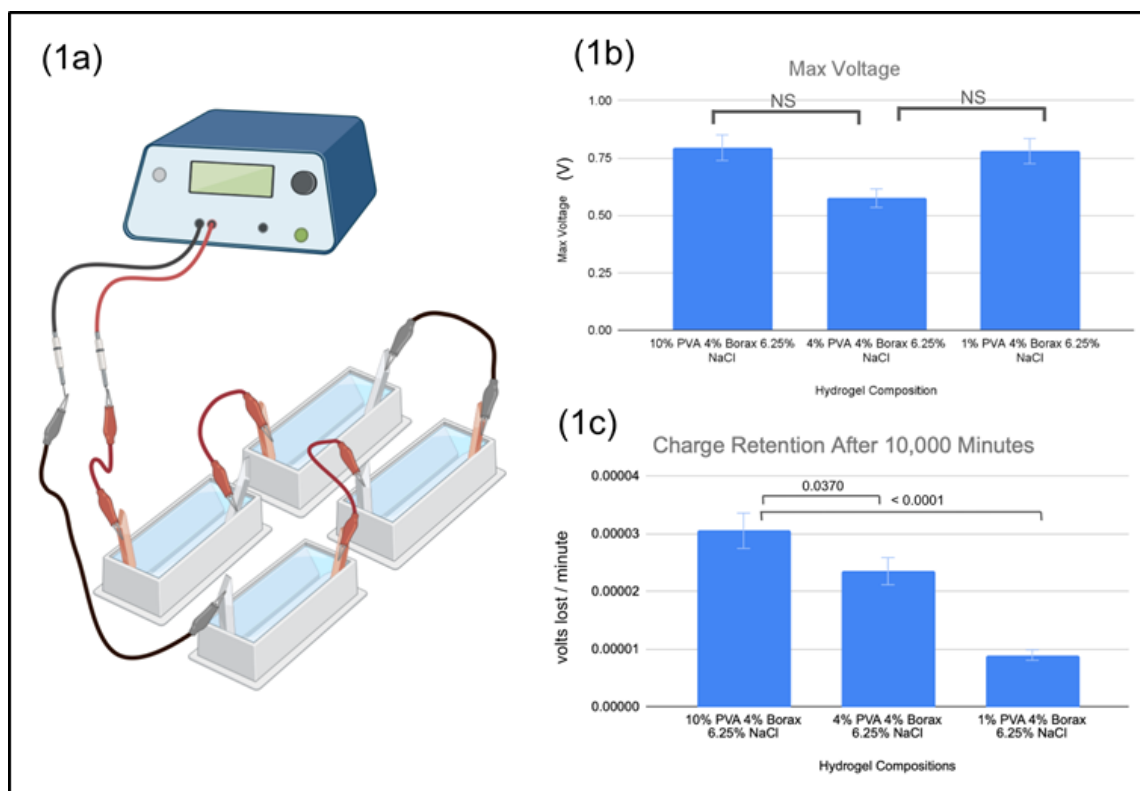 (1a)
(1b)
Max Voltage
NS
NS
1.00
0.75
0.50
0.25
0.00
Max Voltage (V)
10% PVA 4% Borax 6.25%
NaCl
4% PVA 4% Borax 6.25%
NaCl
1% PVA 4% Borax 6.25%
NaCl
Hydrogel Composition
(1c)
Charge Retention After 10,000 Minutes
0.0370
< 0.0001
0.00004
0.00003
0.00002
0.00001
0.00000
volts lost / minute
10% PVA 4% Borax
6.25% NaCl
4% PVA 4% Borax
6.25% NaCl
1% PVA 4% Borax
6.25% NaCl
Hydrogel Compositions